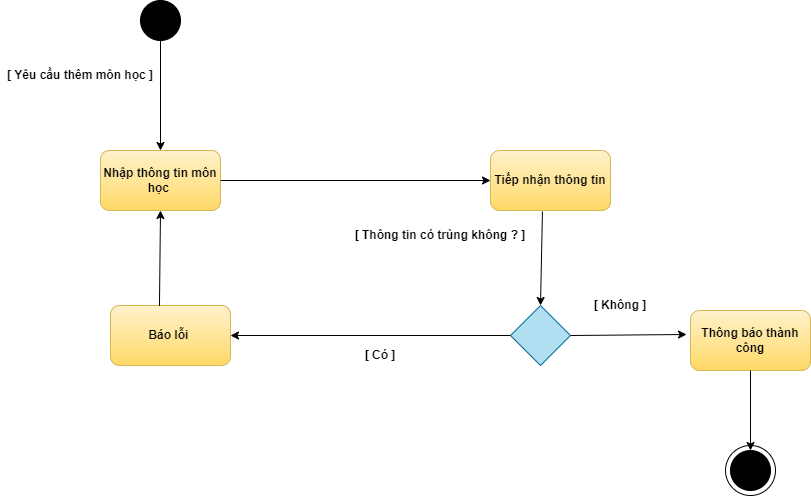 [ Yêu cầu thêm môn học ]
Nhập thông tin môn
học
Tiếp nhận thông tin
[ Thông tin có trùng không ? ]
[ Không ]
Thông báo thành
công
Báo lỗi
[ Có ]